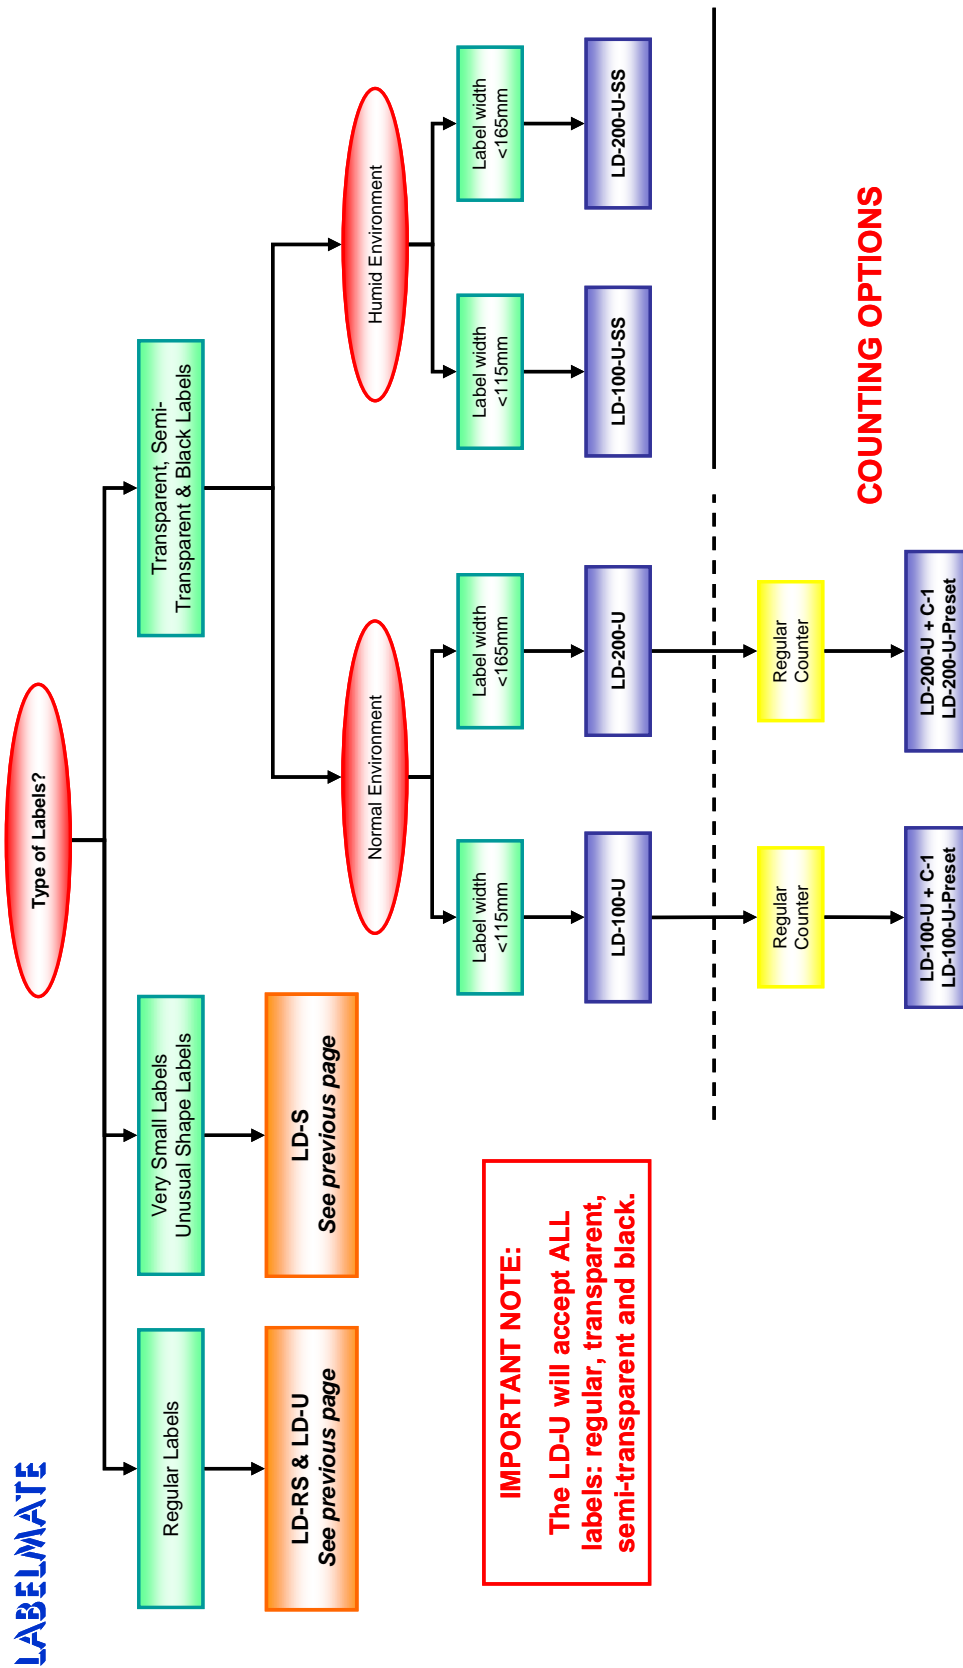 LABELMATE
Type of Labels?
Regular Labels
Very Small Labels
Unusual Shape Labels
Transparent, Semi-
Transparent & Black Labels
LD-RS & LD-U
See previous page
LD-S
See previous page
Normal Environment
Humid Environment
Label width
<115mm
Label width
<165mm
Label width
<115mm
Label width
<165mm
LD-100-U
LD-200-U
LD-100-U-SS
LD-200-U-SS
IMPORTANT NOTE:
The LD-U will accept ALL
labels: regular, transparent,
semi-transparent and black.
Regular
Counter
Regular
Counter
COUNTING OPTIONS
LD-100-U + C-1
LD-100-U-Preset
LD-200-U + C-1
LD-200-U-Preset